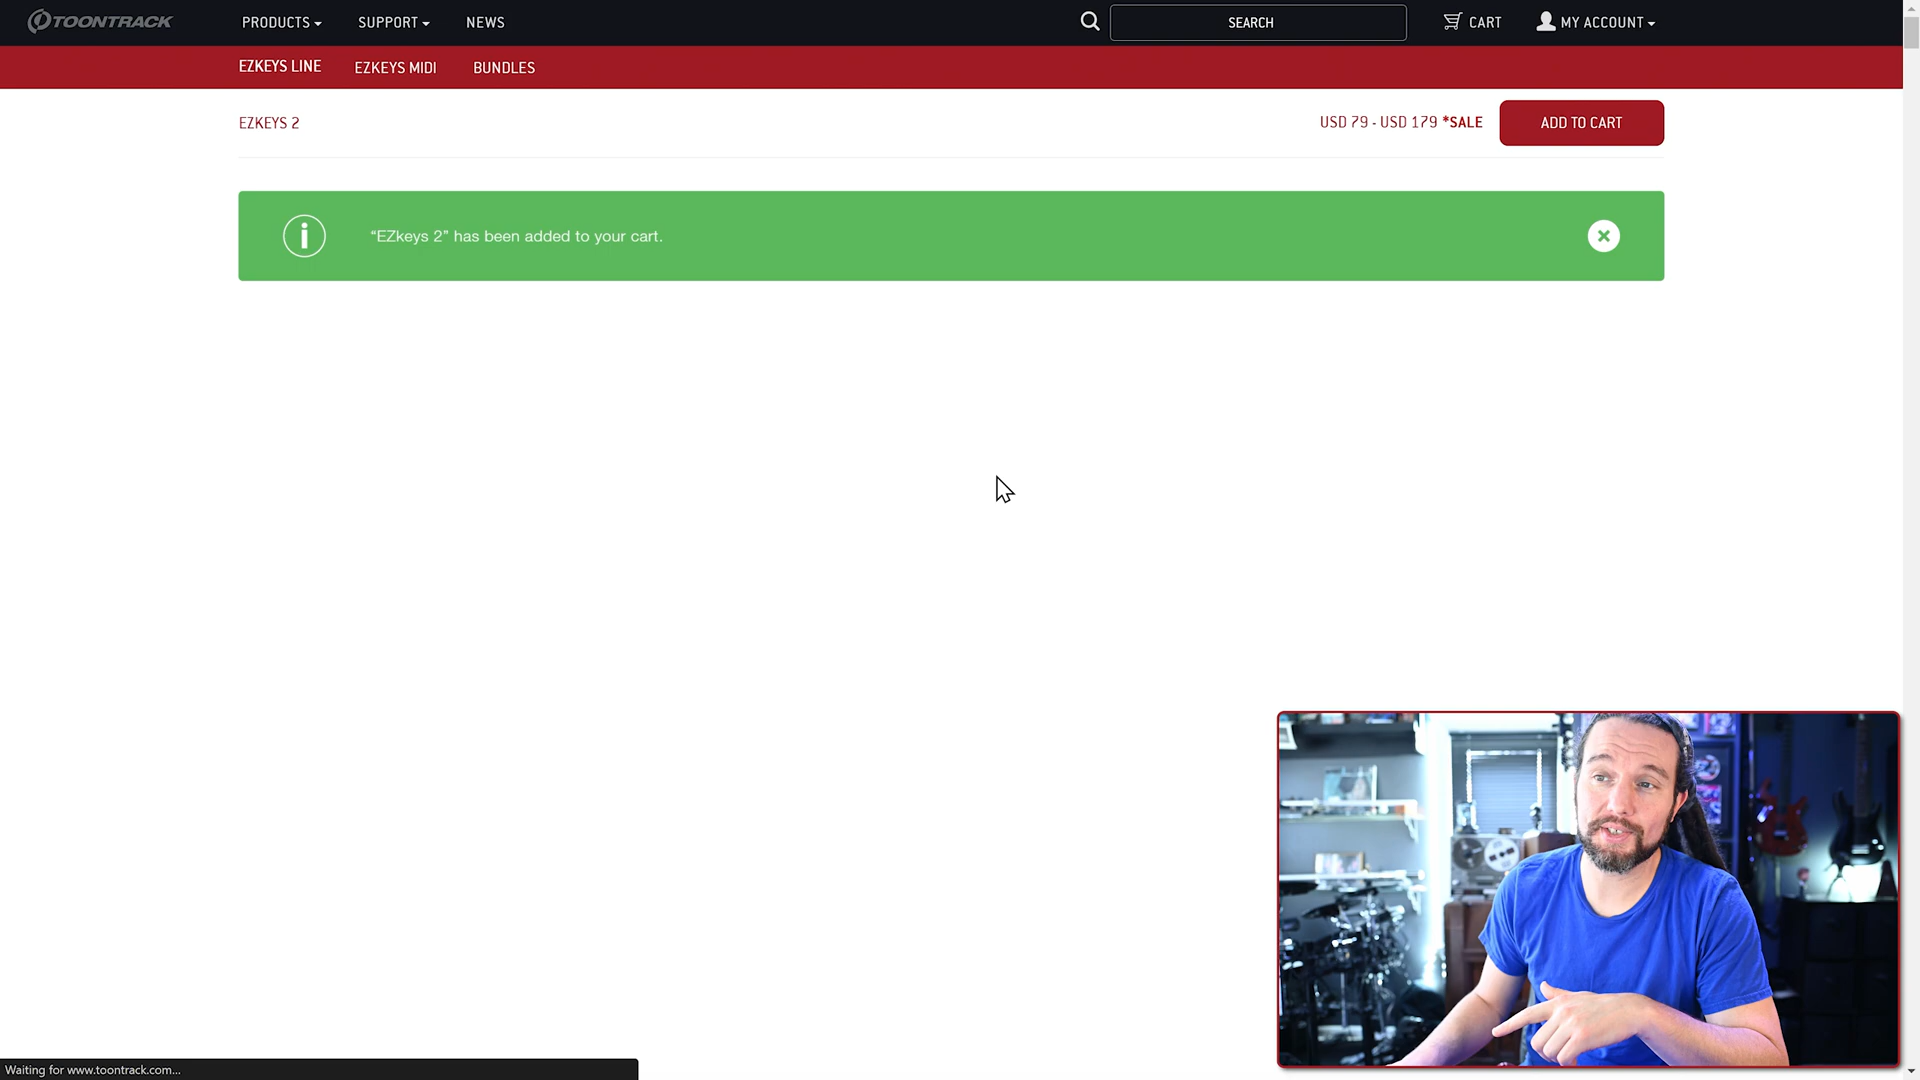 TOONTRACK
PRODUCTS SUPPORT NEWS SEARCH CART MY ACCOUNT
EZKEYS LINE EZKEYS MIDI BUNDLES
EZKEYS 2 USD 79 - USD 179 *SALE ADD TO CART
“EZkeys 2” has been added to your cart.
Waiting for www.toontrack.com...